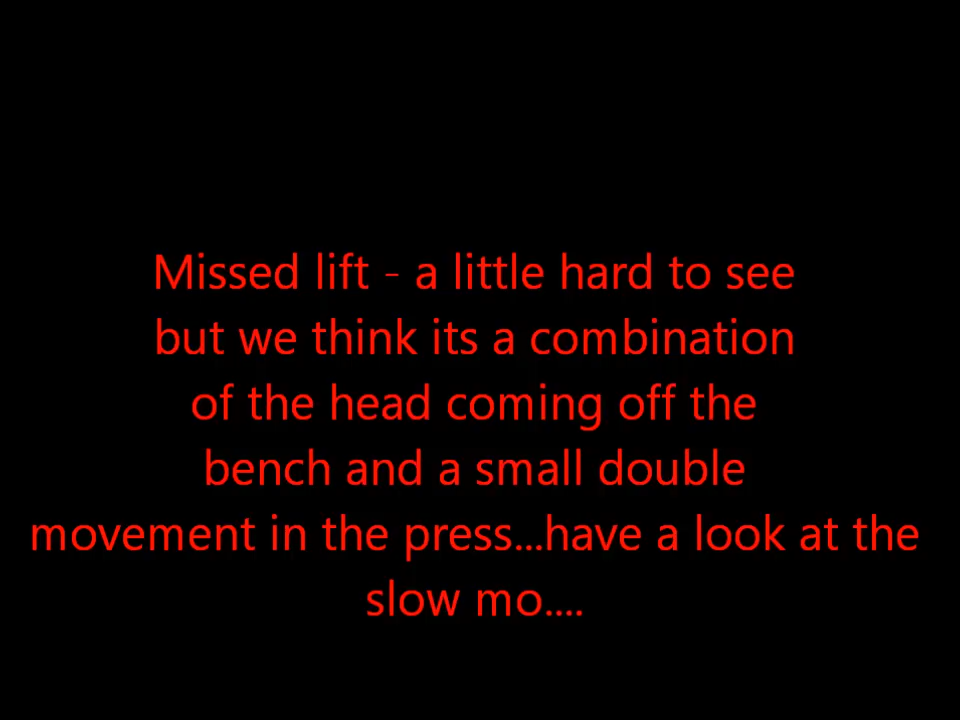 Missed lift - a little hard to see
but we think its a combination
of the head coming off the
bench and a small double
movement in the press...have a look at the
slow mo....